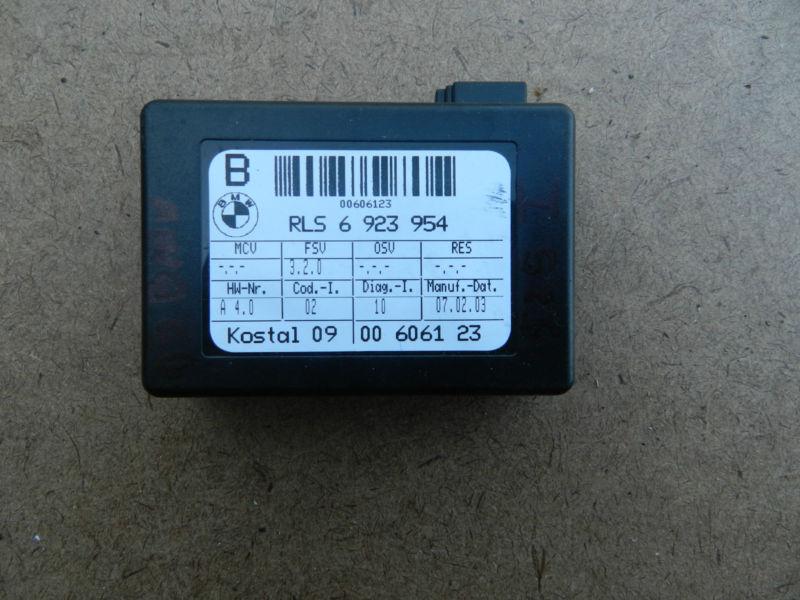 B
00606123
BMW
RLS 6 923 954
MCV FSV OSV RES
-.-.- 3.2.0 -.-.- -.-.-
HW-Nr. Cod.-I. Diag.-I. Manuf.-Dat.
A 4.0 02 10 07.02.03
Kostal 09 00 6061 23